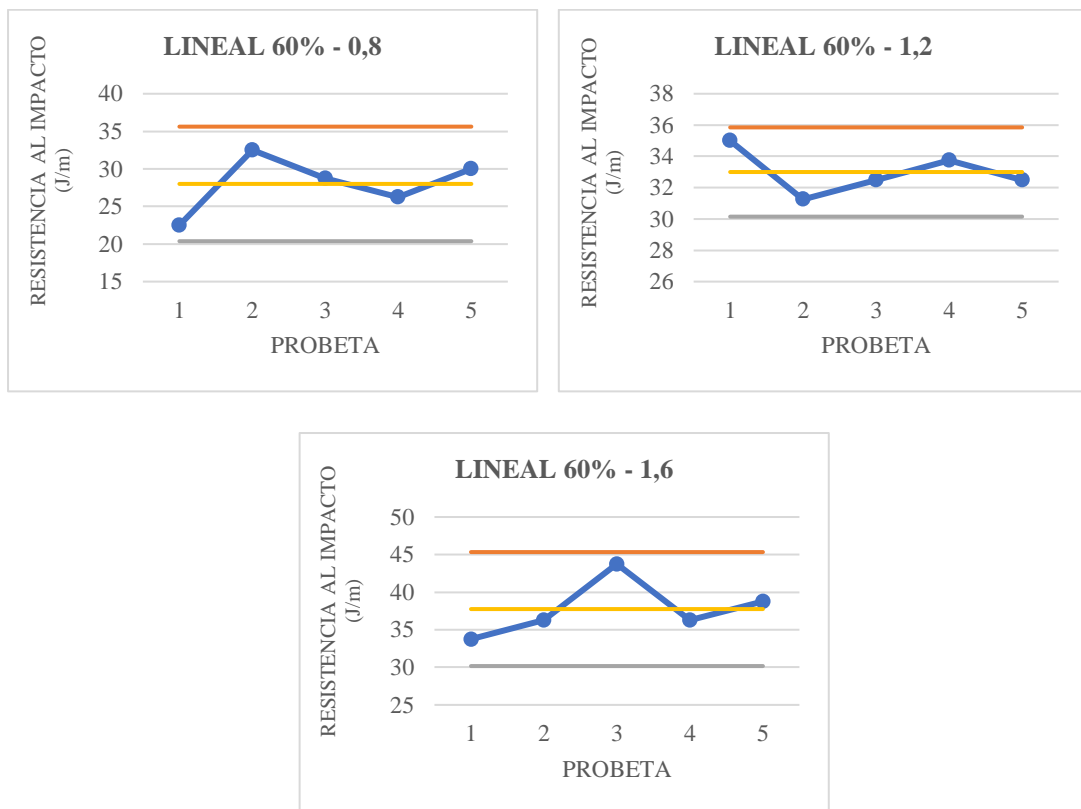 LINEAL 60% - 0,8
RESISTENCIA AL IMPACTO
(J/m)
40
35
30
25
20
15
1 2 3 4 5
PROBETA
LINEAL 60% - 1,2
RESISTENCIA AL IMPACTO
(J/m)
38
36
34
32
30
28
26
1 2 3 4 5
PROBETA
LINEAL 60% - 1,6
RESISTENCIA AL IMPACTO
(J/m)
50
45
40
35
30
25
1 2 3 4 5
PROBETA